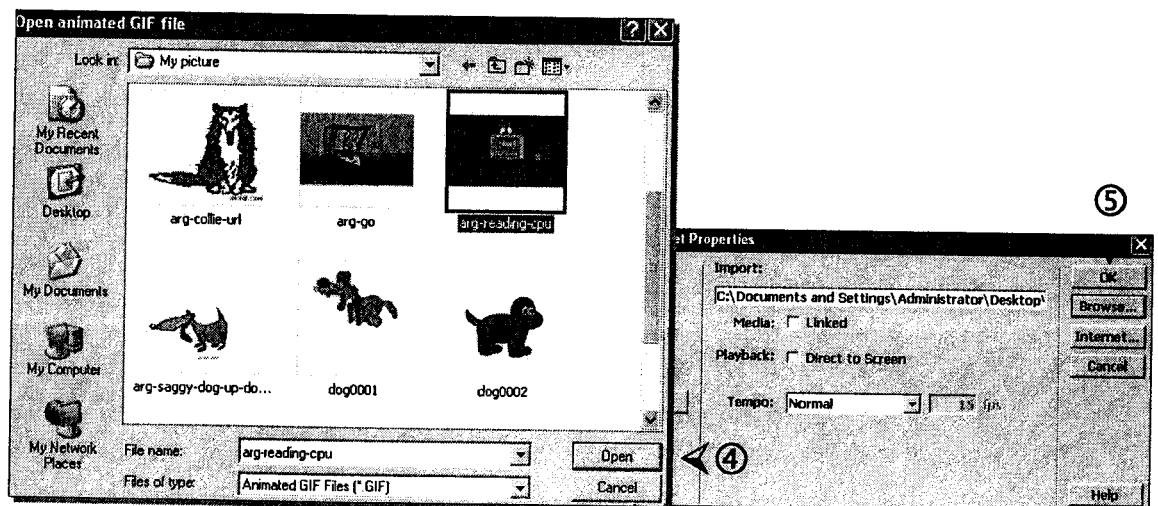 Open animated GIF file
Look in: My picture
My Recent
Documents
Desktop
My Documents
My Computer
My Network
Places
arg-collie-url
arg-go
arg-reading-cpu
arg-saggy-dog-up-do...
dog0001
dog0002
File name: arg-reading-cpu
Open
Files of type: Animated GIF Files (*.GIF)
Cancel
④
⑤
et Properties
Import:
C:\Documents and Settings\Administrator\Desktop\
Media: Linked
Playback: Direct to Screen
Tempo: Normal 15 fps
OK
Browse...
Internet...
Cancel
Help